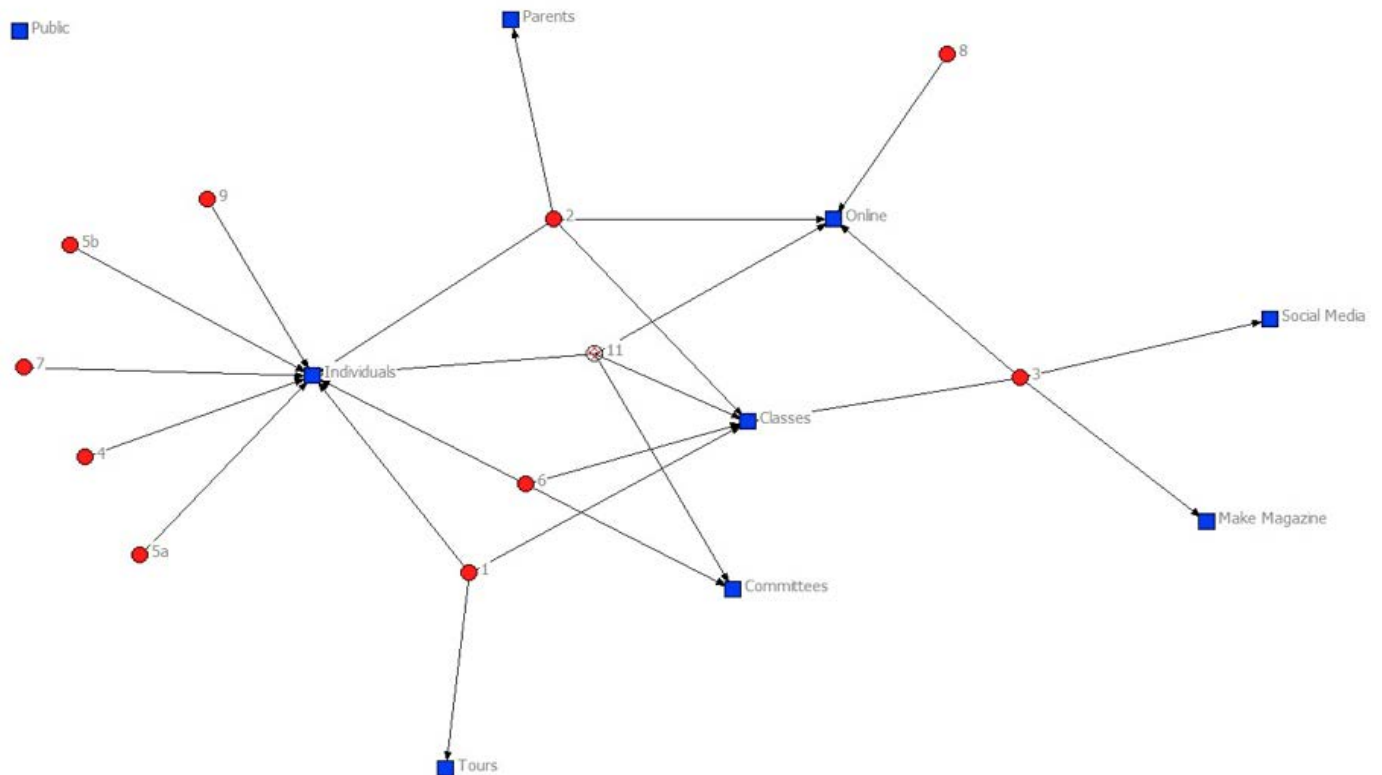 Parents
Public
8
9
2
Online
5b
Social Media
11
7
Individuals
3
Classes
4
6
Make Magazine
5a
1
Committees
Tours